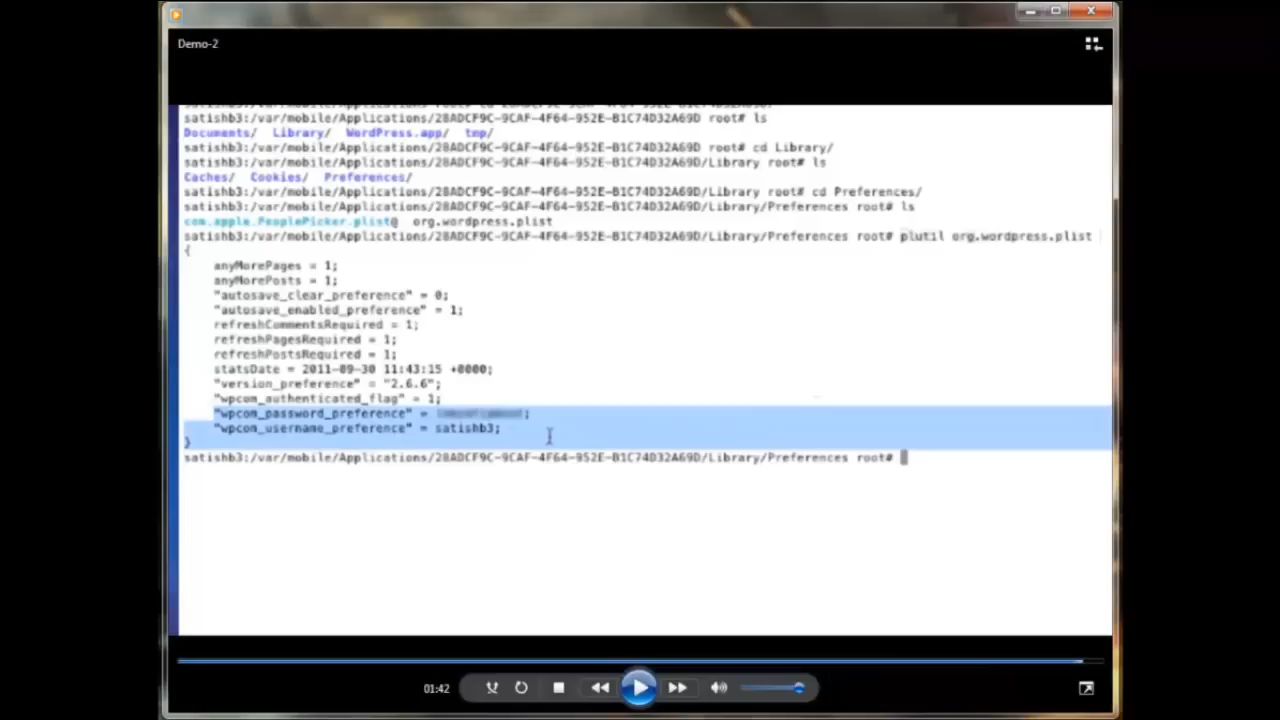 Demo-2
satishb3:/var/mobile/Applications/28ADCF9C-9CAF-4F64-952E-B1C74D32A69D root# ls
Documents/ Library/ WordPress.app/ tmp/
satishb3:/var/mobile/Applications/28ADCF9C-9CAF-4F64-952E-B1C74D32A69D root# cd Library/
satishb3:/var/mobile/Applications/28ADCF9C-9CAF-4F64-952E-B1C74D32A69D/Library root# ls
Caches/ Cookies/ Preferences/
satishb3:/var/mobile/Applications/28ADCF9C-9CAF-4F64-952E-B1C74D32A69D/Library root# cd Preferences/
satishb3:/var/mobile/Applications/28ADCF9C-9CAF-4F64-952E-B1C74D32A69D/Library/Preferences root# ls
com.apple.PeoplePicker.plist@ org.wordpress.plist
satishb3:/var/mobile/Applications/28ADCF9C-9CAF-4F64-952E-B1C74D32A69D/Library/Preferences root# plutil org.wordpress.plist
{
anyMorePages = 1;
anyMorePosts = 1;
"autosave_clear_preference" = 0;
"autosave_enabled_preference" = 1;
refreshCommentsRequired = 1;
refreshPagesRequired = 1;
refreshPostsRequired = 1;
statsDate = 2011-09-30 11:43:15 +0000;
"version_preference" = "2.6.6";
"wpcom_authenticated_flag" = 1;
"wpcom_password_preference" = ;
"wpcom_username_preference" = satishb3;
}
satishb3:/var/mobile/Applications/28ADCF9C-9CAF-4F64-952E-B1C74D32A69D/Library/Preferences root#
01:42